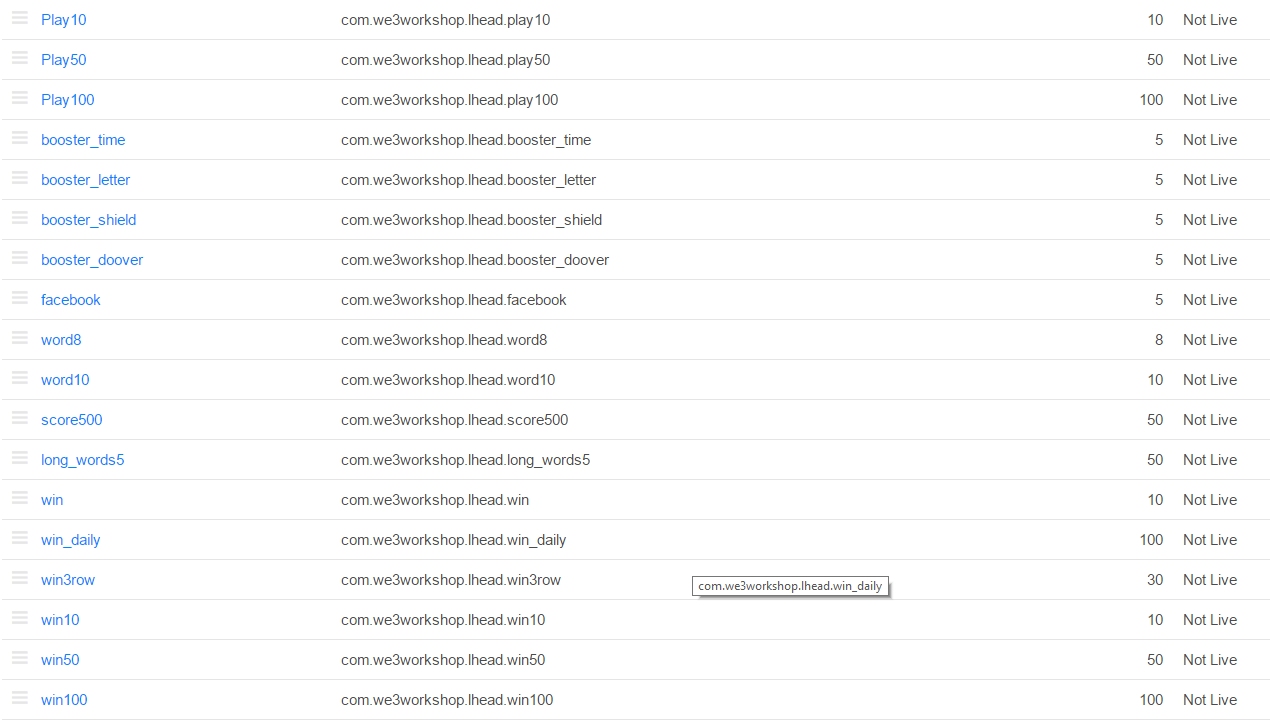 Play10 com.we3workshop.lhead.play10 10 Not Live
Play50 com.we3workshop.lhead.play50 50 Not Live
Play100 com.we3workshop.lhead.play100 100 Not Live
booster_time com.we3workshop.lhead.booster_time 5 Not Live
booster_letter com.we3workshop.lhead.booster_letter 5 Not Live
booster_shield com.we3workshop.lhead.booster_shield 5 Not Live
booster_doover com.we3workshop.lhead.booster_doover 5 Not Live
facebook com.we3workshop.lhead.facebook 5 Not Live
word8 com.we3workshop.lhead.word8 8 Not Live
word10 com.we3workshop.lhead.word10 10 Not Live
score500 com.we3workshop.lhead.score500 50 Not Live
long_words5 com.we3workshop.lhead.long_words5 50 Not Live
win com.we3workshop.lhead.win 10 Not Live
win_daily com.we3workshop.lhead.win_daily 100 Not Live
win3row com.we3workshop.lhead.win3row 30 Not Live
com.we3workshop.lhead.win_daily
win10 com.we3workshop.lhead.win10 10 Not Live
win50 com.we3workshop.lhead.win50 50 Not Live
win100 com.we3workshop.lhead.win100 100 Not Live